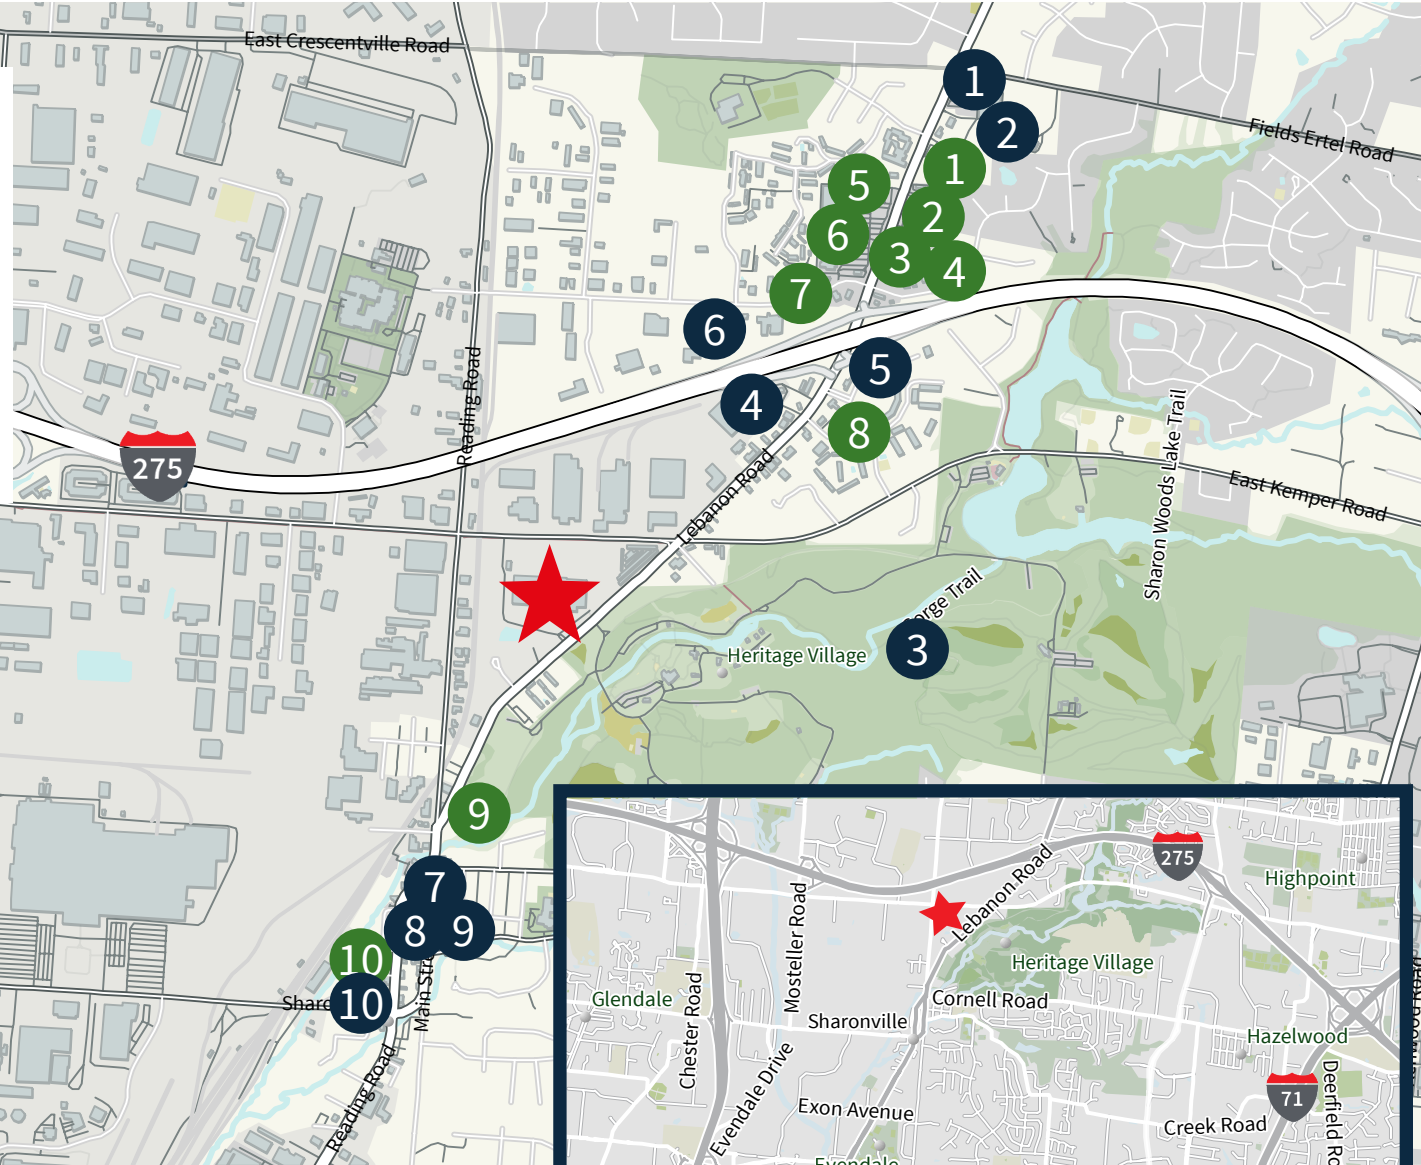 East Crescentville Road
1
2
Fields Ertel Road
1
5
2
6
3
4
7
6
5
4
8
Reading Road
275
Lebanon Road
Sharon Woods Lake Trail
East Kemper Road
Gorge Trail
3
Heritage Village
9
7
8
9
10
10
Main
Reading Road
275
Lebanon Road
Highpoint
Mosteller Road
Heritage Village
Glendale
Chester Road
Cornell Road
Sharonville
Hazelwood
Evendale Drive
Exon Avenue
71
Creek Road
Deerfield
Evendale